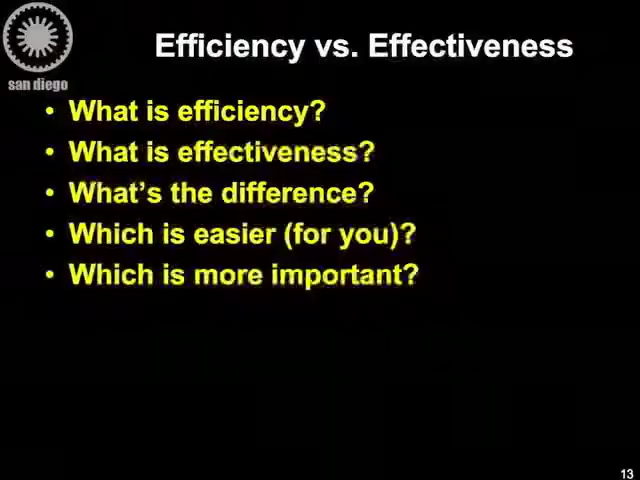 Efficiency vs. Effectiveness
san diego
• What is efficiency?
• What is effectiveness?
• What's the difference?
• Which is easier (for you)?
• Which is more important?
13